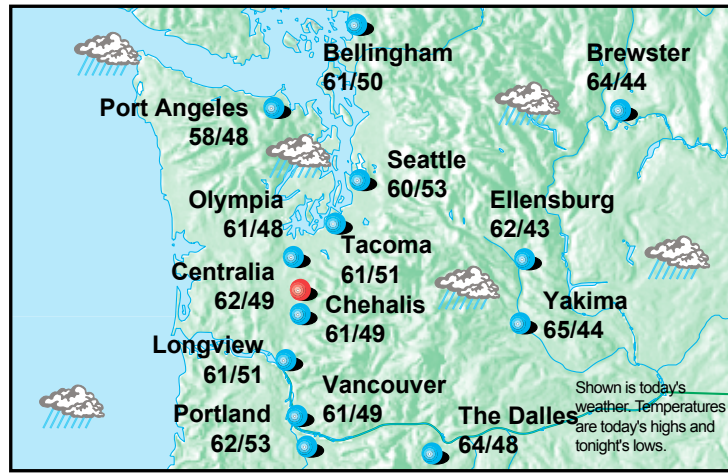 Bellingham
61/50
Brewster
64/44
Port Angeles
58/48
Seattle
60/53
Olympia
61/48
Ellensburg
62/43
Tacoma
61/51
Centralia
62/49
Chehalis
61/49
Yakima
65/44
Longview
61/51
Vancouver
61/49
Portland
62/53
The Dalles
64/48
Shown is today's
weather. Temperatures
are today's highs and
tonight's lows.